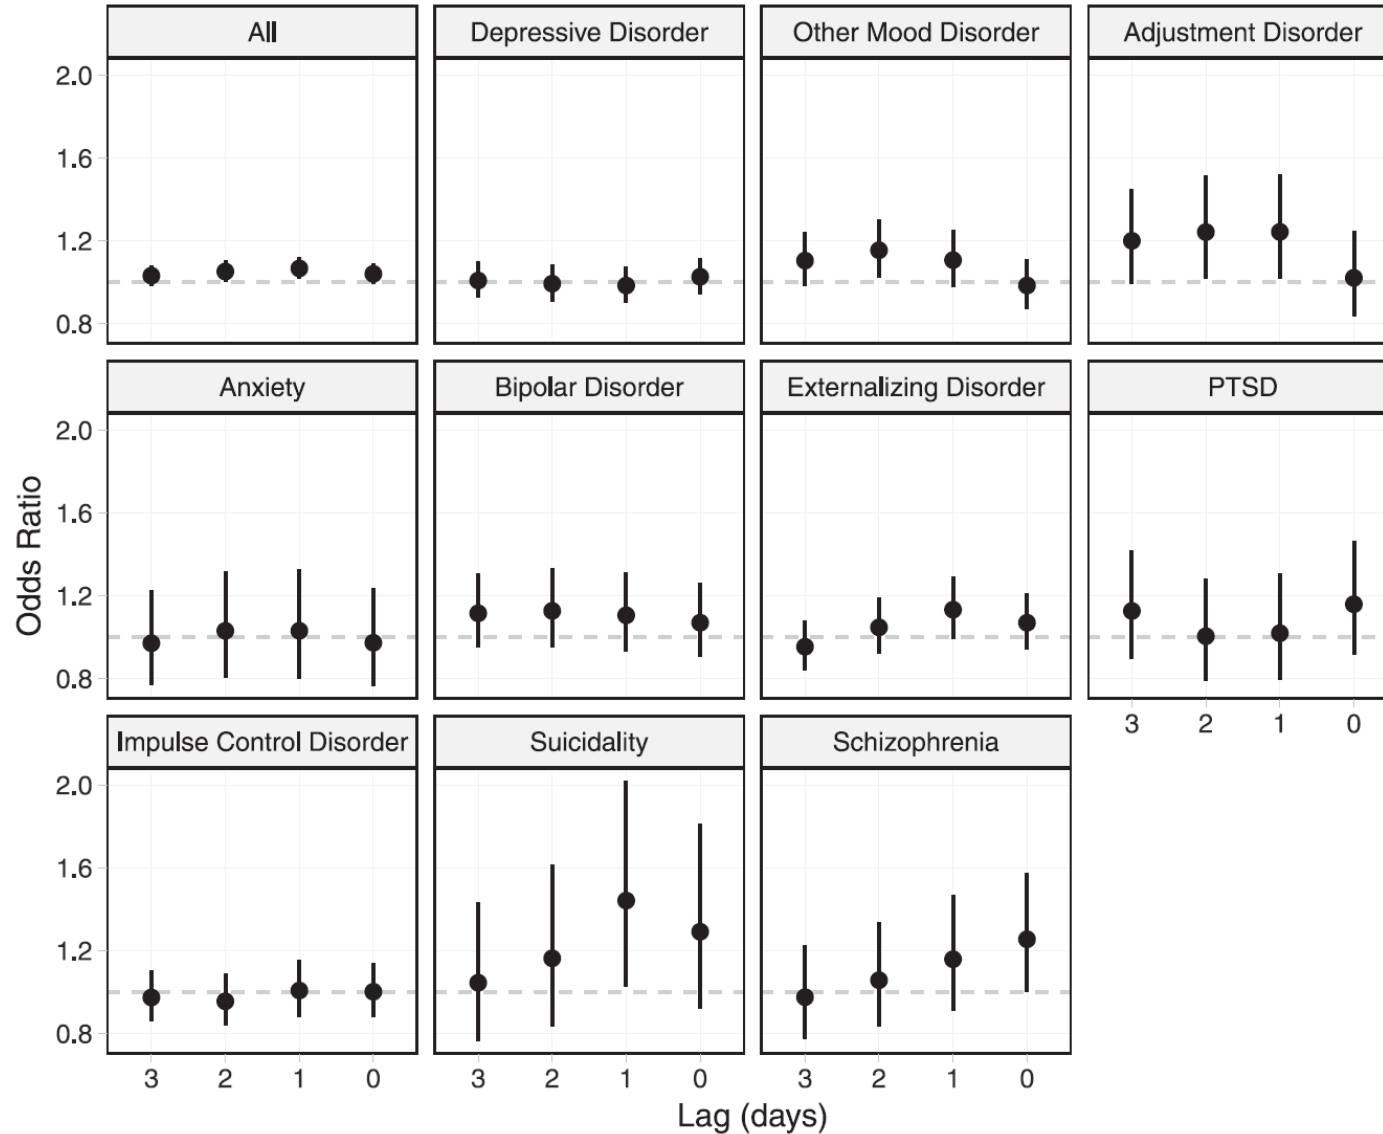 All
Depressive Disorder
Other Mood Disorder
Adjustment Disorder
2.0
1.6
1.2
0.8
Anxiety
Bipolar Disorder
Externalizing Disorder
PTSD
2.0
1.6
1.2
0.8
3 2 1 0
Impulse Control Disorder
Suicidality
Schizophrenia
2.0
1.6
1.2
0.8
3 2 1 0
3 2 1 0
3 2 1 0
Odds Ratio
Lag (days)